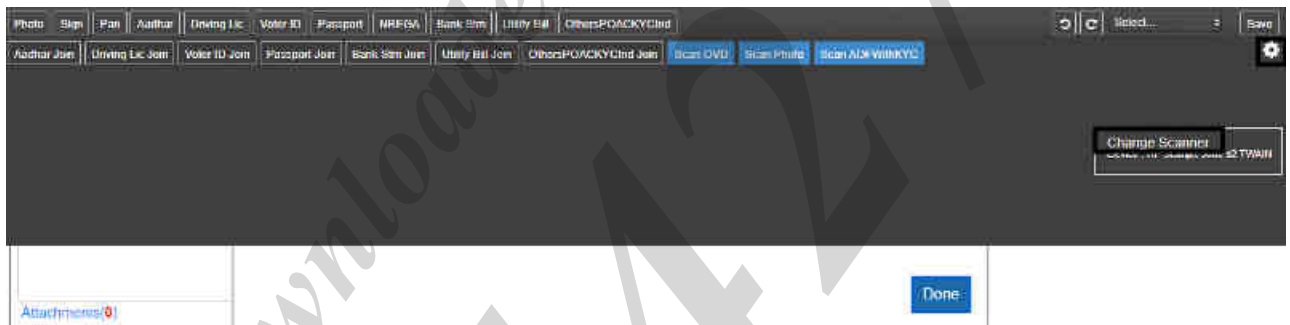 Photo Sign Pan Aadhar Driving Lic Voter ID Passport NREGA Bank Stm Utility Bill OthersPOACKYCInd Select... Save
Aadhar Join Driving Lic Join Voter ID Join Passport Join Bank Stm Join Utility Bill Join OthersPOACKYCInd Join Scan OVD Scan Photo Scan AOFWithKYC
Change Scanner
TWAIN
Done
Attachments(0)